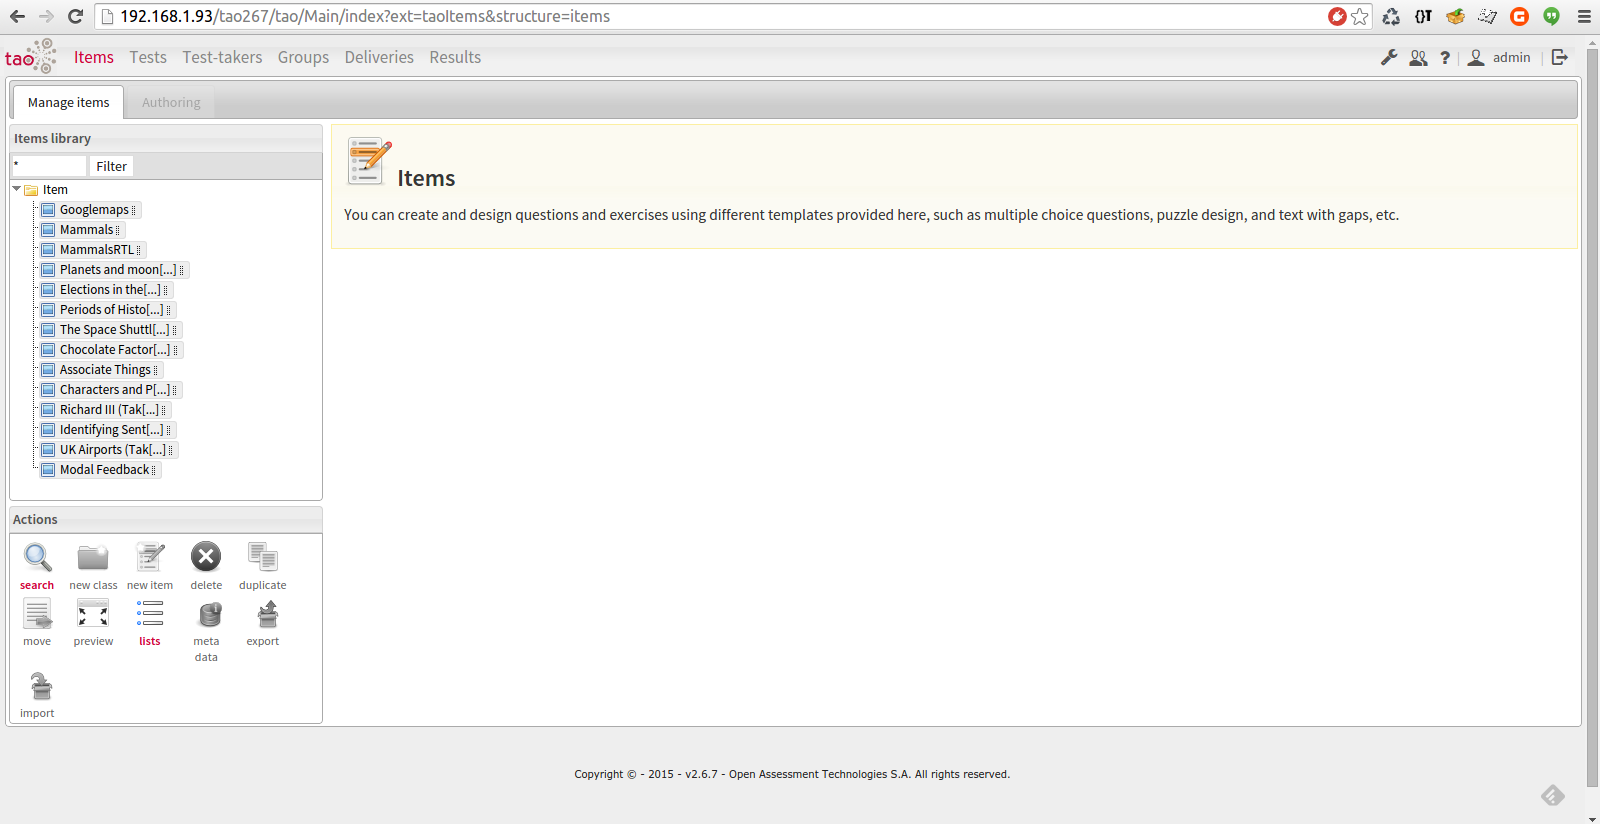 192.168.1.93/tao267/tao/Main/index?ext=taoItems&structure=items
tao Items Tests Test-takers Groups Deliveries Results ? admin
Manage items Authoring
Items library
* Filter
Item
Googlemaps
Mammals
MammalsRTL
Planets and moon[...]
Elections in the[...]
Periods of Histo[...]
The Space Shuttl[...]
Chocolate Factor[...]
Associate Things
Characters and P[...]
Richard III (Tak[...]
Identifying Sent[...]
UK Airports (Tak[...]
Modal Feedback
Items
You can create and design questions and exercises using different templates provided here, such as multiple choice questions, puzzle design, and text with gaps, etc.
Actions
search new class new item delete duplicate
move preview lists meta data export
import
Copyright © - 2015 - v2.6.7 - Open Assessment Technologies S.A. All rights reserved.